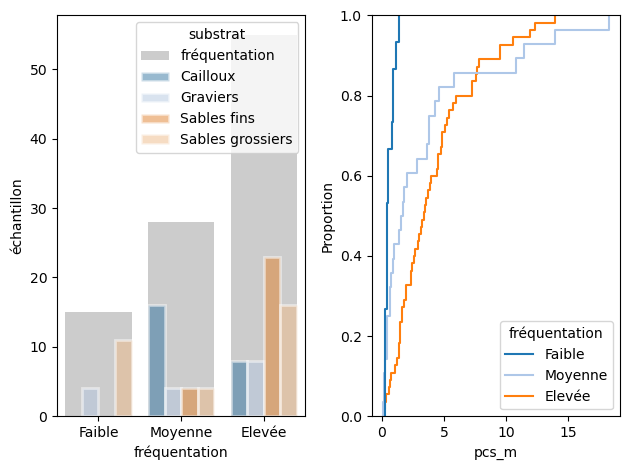 substrat
fréquentation
Cailloux
Graviers
Sables fins
Sables grossiers
50
40
30
20
10
0
échantillon
Faible
Moyenne
Elevée
fréquentation
1.0
0.8
0.6
0.4
0.2
0.0
Proportion
fréquentation
Faible
Moyenne
Elevée
0
5
10
15
pcs_m